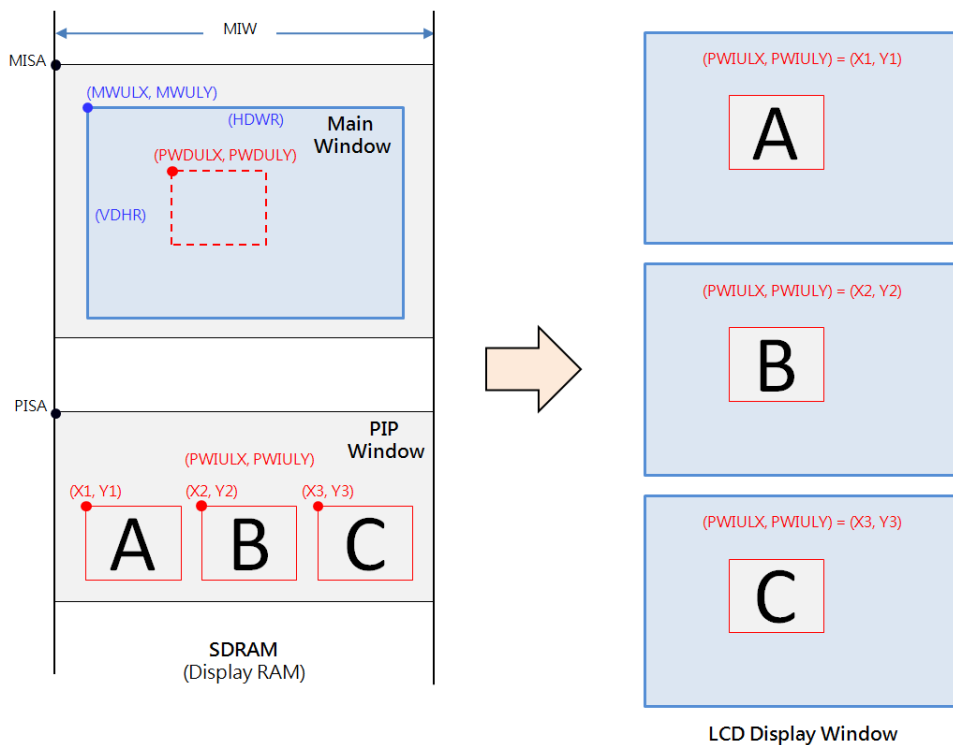 MIW
MISA
(MWULX, MWULY)
(HDWR)
Main
Window
(PWDULX, PWDULY)
(VDHR)
PISA
PIP
Window
(PWIULX, PWIULY)
(X1, Y1)
(X2, Y2)
(X3, Y3)
A
B
C
SDRAM
(Display RAM)
(PWIULX, PWIULY) = (X1, Y1)
A
(PWIULX, PWIULY) = (X2, Y2)
B
(PWIULX, PWIULY) = (X3, Y3)
C
LCD Display Window